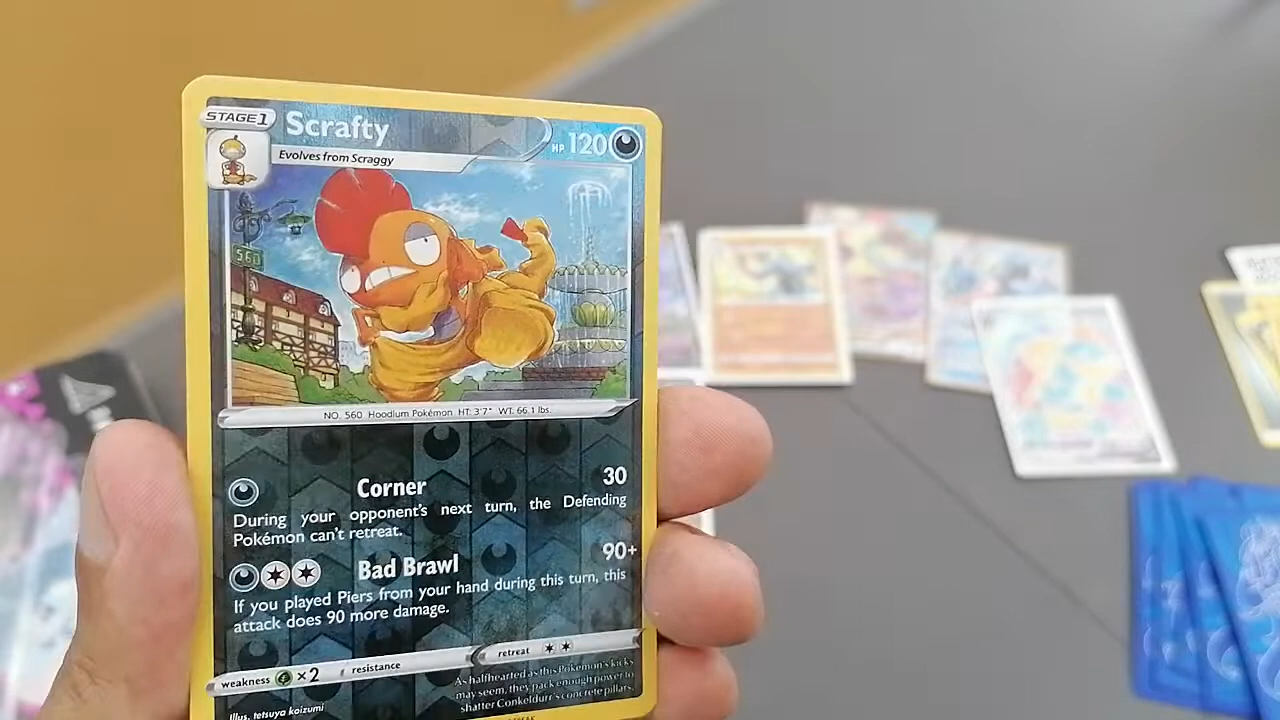 STAGE 1 Scrafty HP 120
Evolves from Scraggy
560
NO. 560 Hoodlum Pokémon HT: 3'7" WT: 66.1 lbs.
Corner 30
During your opponent's next turn, the Defending
Pokémon can't retreat.
Bad Brawl 90+
If you played Piers from your hand during this turn, this
attack does 90 more damage.
weakness ×2 resistance retreat
As halfhearted as this Pokémon's kicks
may seem, they pack enough power to
shatter Conkeldurr's concrete pillars.
Illus. tetsuya koizumi